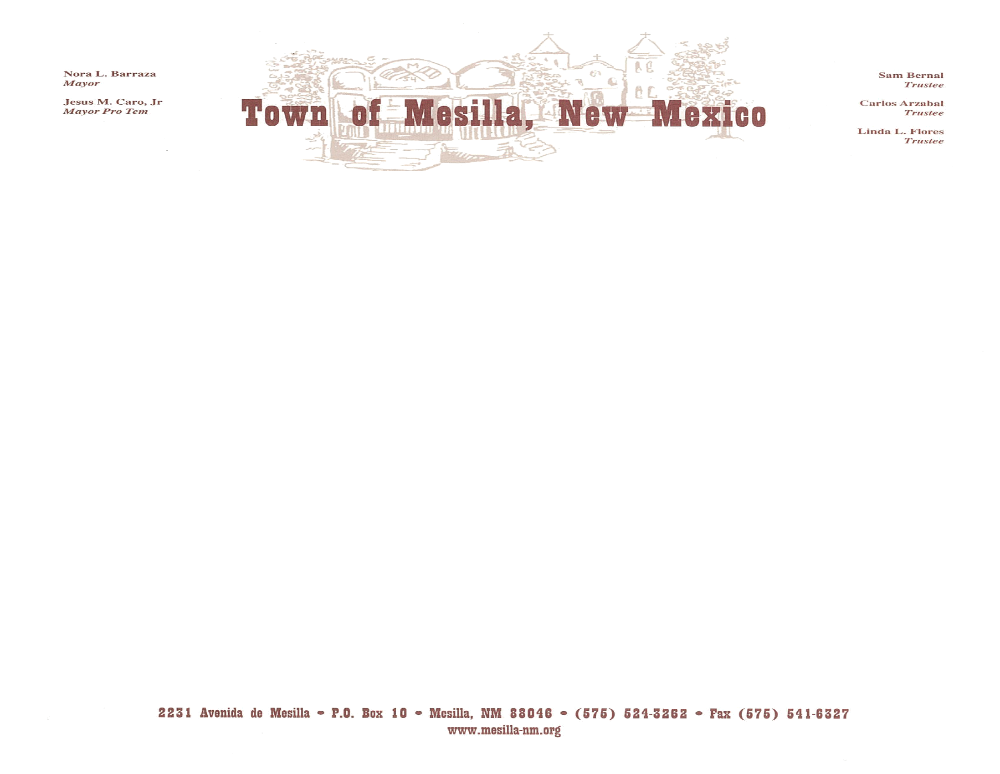 Nora L. Barraza
Mayor
Jesus M. Caro, Jr
Mayor Pro Tem
M
54
Town of Mesilla, New Mexico
Sam Bernal
Trustee
Carlos Arzabal
Trustee
Linda L. Flores
Trustee
2231 Avenida de Mesilla • P.O. Box 10 • Mesilla, NM 88046 • (575) 524-3262 • Fax (575) 541-6327
www.mesilla-nm.org